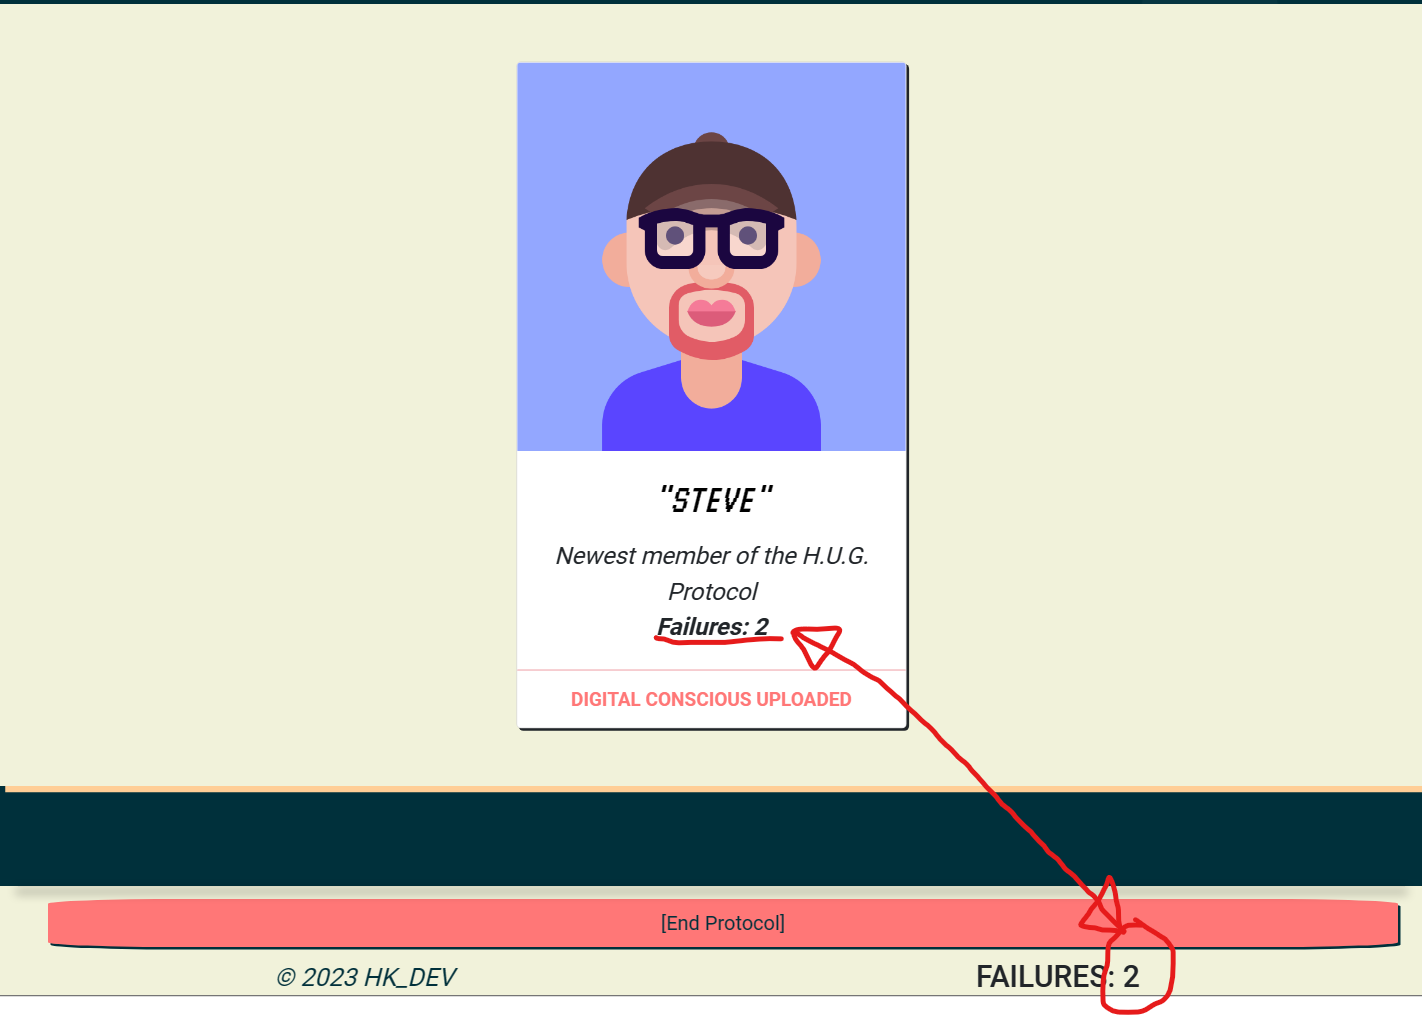 "STEVE"
Newest member of the H.U.G.
Protocol
Failures: 2
DIGITAL CONSCIOUS UPLOADED
[End Protocol]
© 2023 HK_DEV
FAILURES: 2